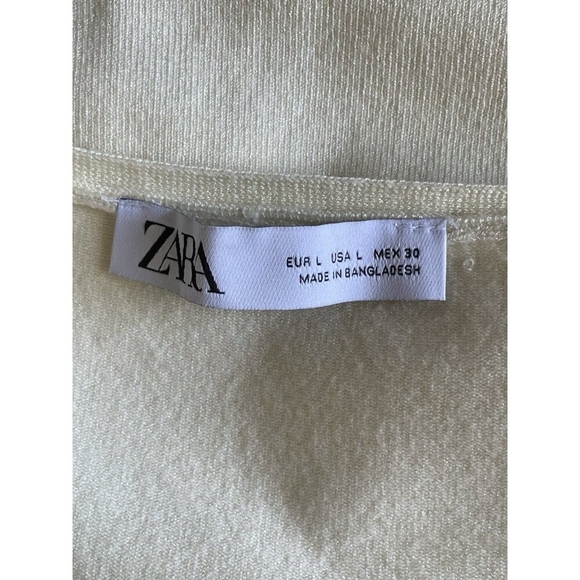 ZARA
EUR L USA L MEX 30
MADE IN BANGLADESH